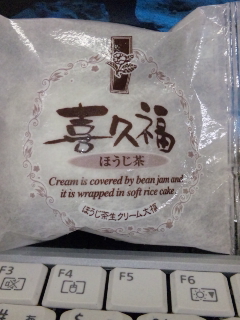 喜久福
ほうじ茶
Cream is covered by bean jam and
it is wrapped in soft rice cake.
ほうじ茶生クリーム大福
F3
F4
F5
F6
$